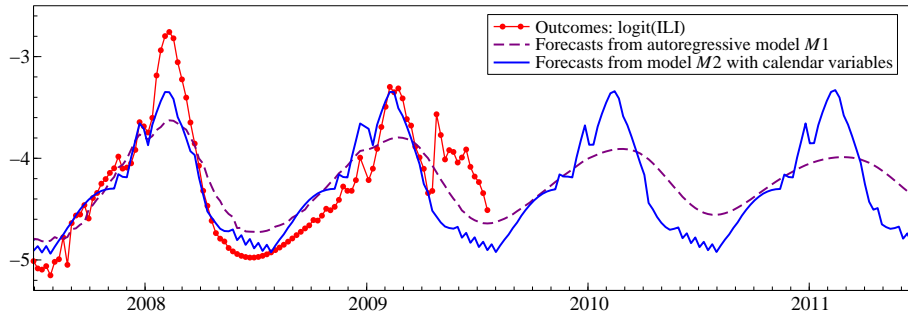 Outcomes: logit(ILI)
Forecasts from autoregressive model M1
Forecasts from model M2 with calendar variables
−3
−4
−5
2008 2009 2010 2011